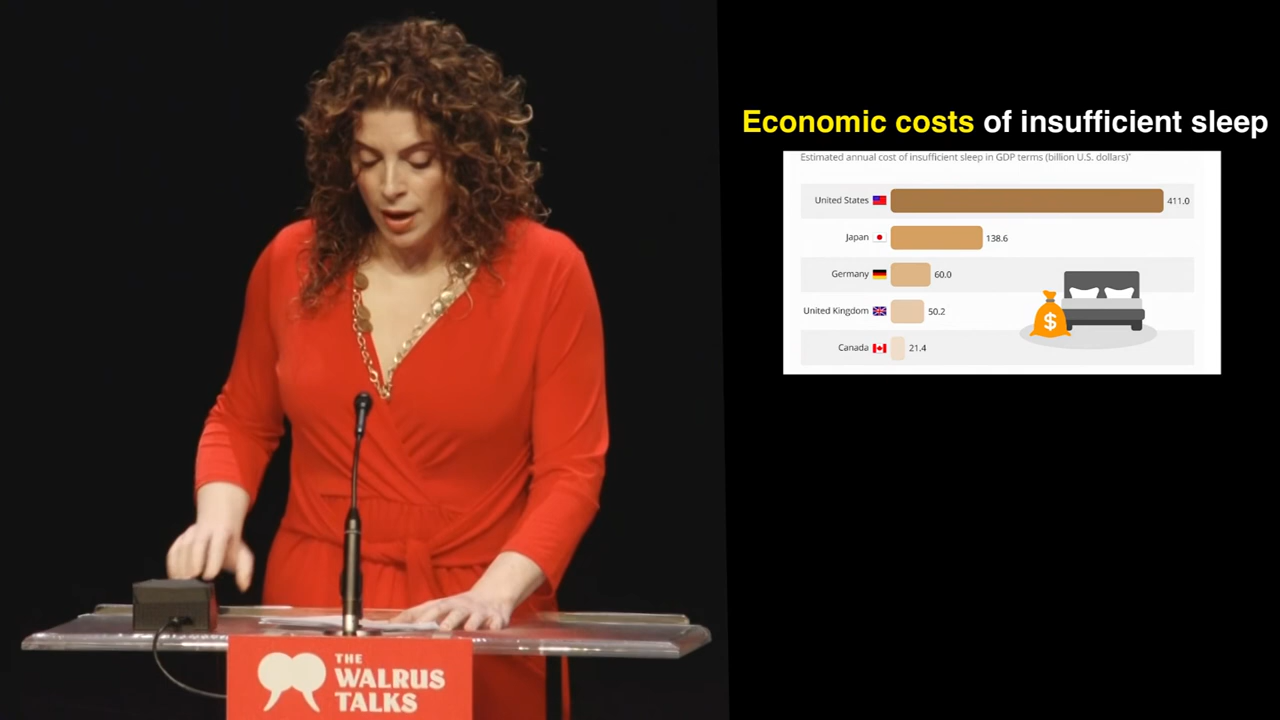 Economic costs of insufficient sleep
Estimated annual cost of insufficient sleep in GDP terms (billion U.S. dollars)*
United States 411.0
Japan 138.6
Germany 60.0
United Kingdom 50.2
$
Canada 21.4
THE
WALRUS
TALKS